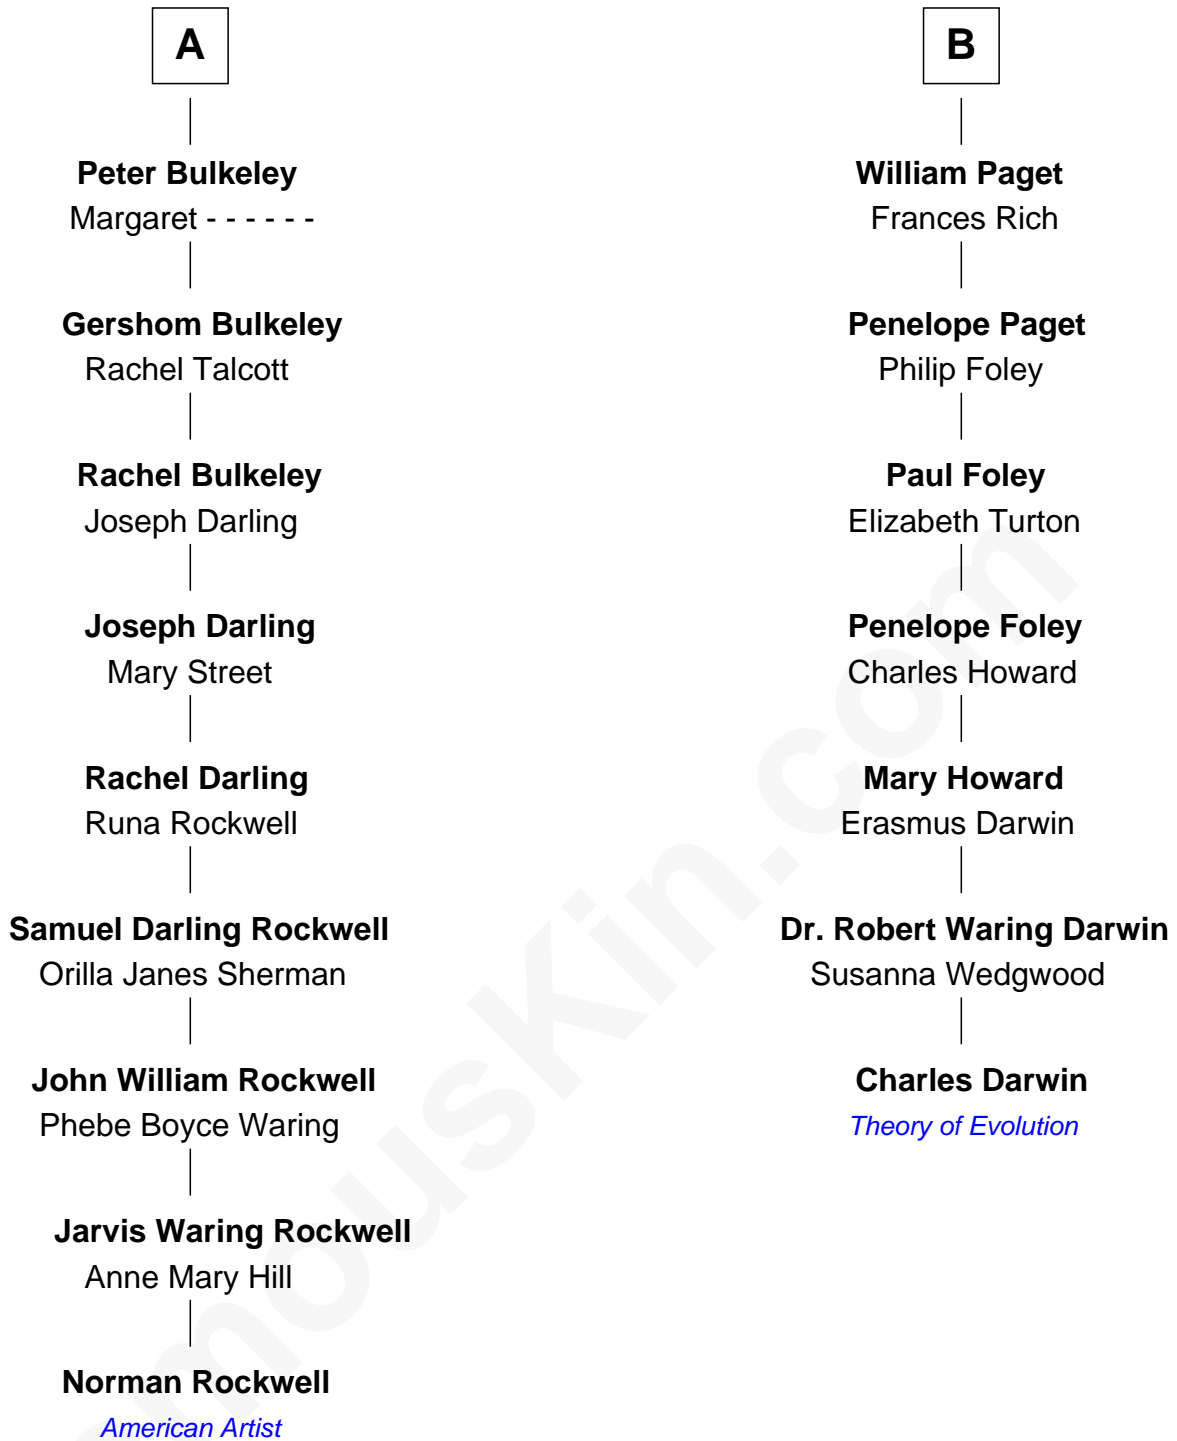 A
Peter Bulkeley
Margaret - - - - - -
Gershom Bulkeley
Rachel Talcott
Rachel Bulkeley
Joseph Darling
Joseph Darling
Mary Street
Rachel Darling
Runa Rockwell
Samuel Darling Rockwell
Orilla Janes Sherman
John William Rockwell
Phebe Boyce Waring
Jarvis Waring Rockwell
Anne Mary Hill
Norman Rockwell
American Artist
B
William Paget
Frances Rich
Penelope Paget
Philip Foley
Paul Foley
Elizabeth Turton
Penelope Foley
Charles Howard
Mary Howard
Erasmus Darwin
Dr. Robert Waring Darwin
Susanna Wedgwood
Charles Darwin
Theory of Evolution
mouskin.com